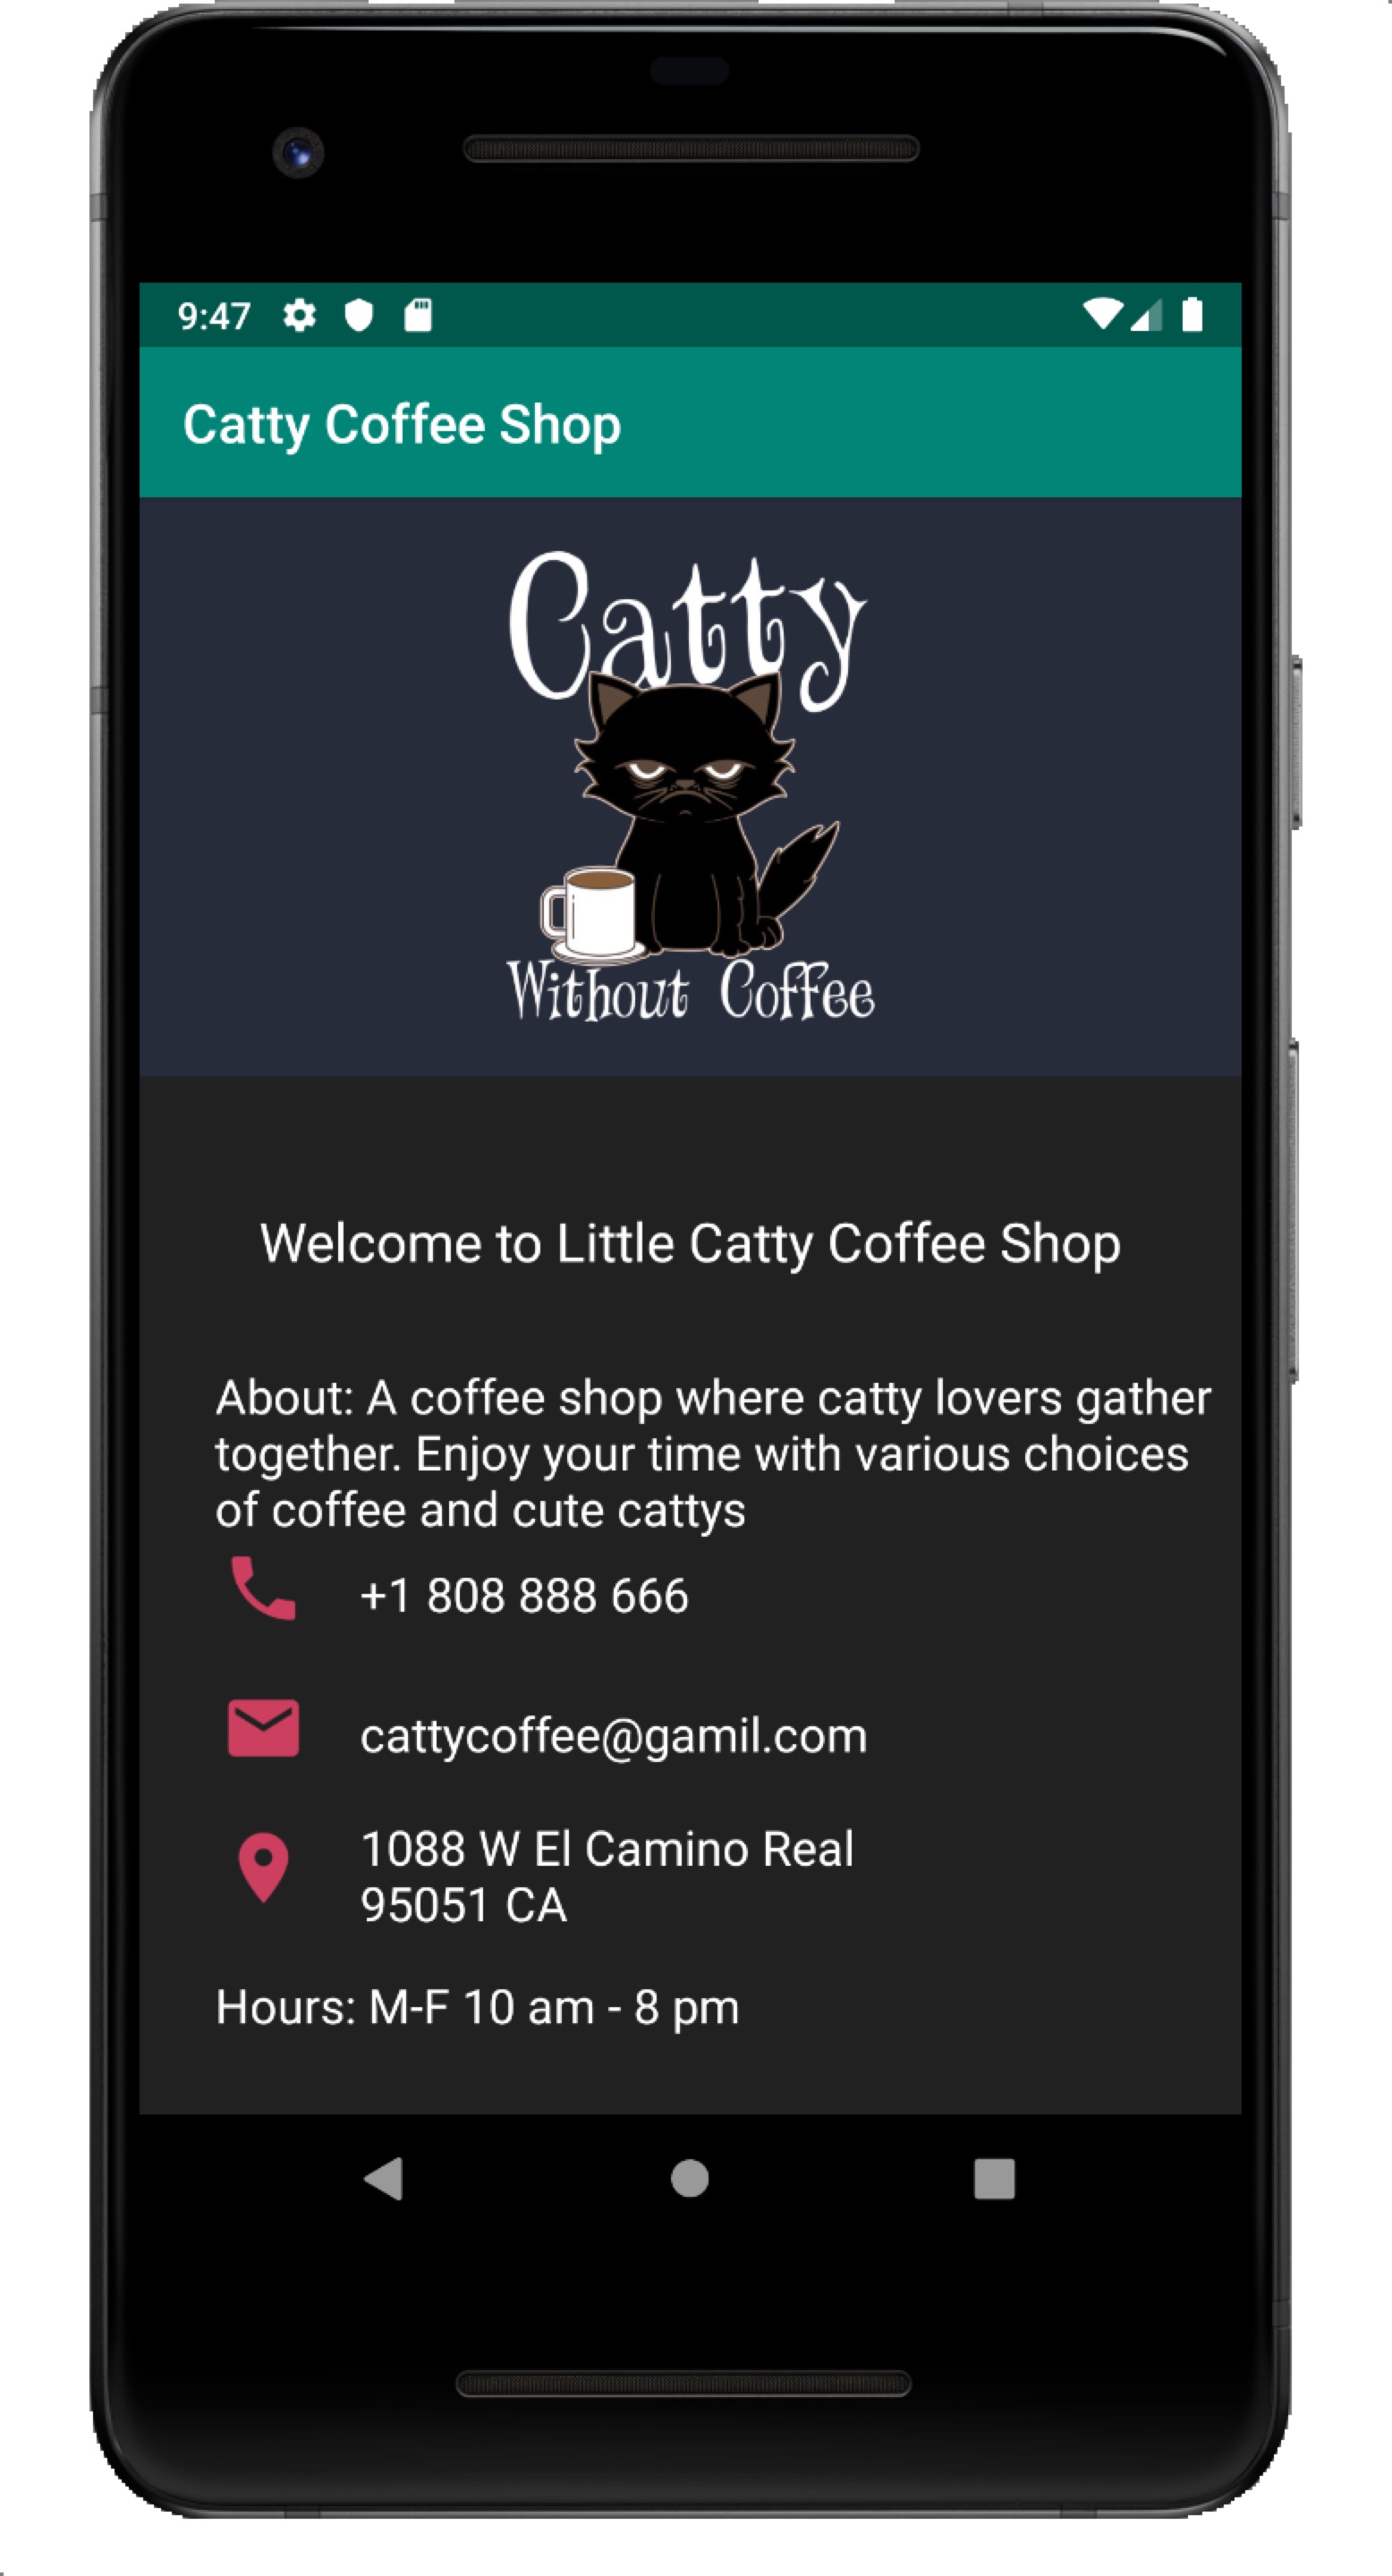 9:47
Catty Coffee Shop
Catty
Without Coffee
Welcome to Little Catty Coffee Shop
About: A coffee shop where catty lovers gather
together. Enjoy your time with various choices
of coffee and cute cattys
+1 808 888 666
cattycoffee@gamil.com
1088 W El Camino Real
95051 CA
Hours: M-F 10 am - 8 pm